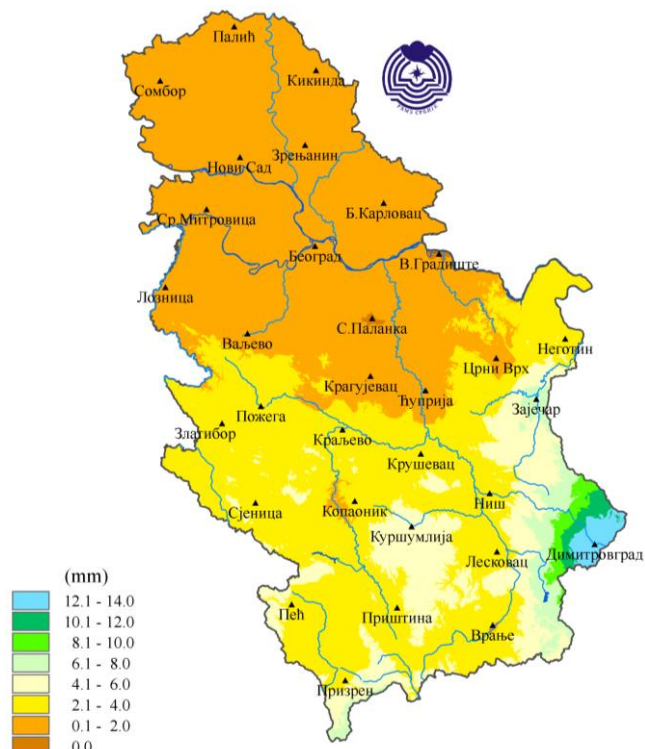 Палић
Кикинда
Сомбор
РХМЗ СРБИЈЕ
Зрењанин
Нови Сад
Б.Карловац
Ср.Митровица
Београд
В.Градиште
Лозница
С.Паланка
Ваљево
Неготин
Црни Врх
Крагујевац
Ћуприја
Зајечар
Пожега
Златибор
Краљево
Крушевац
Ниш
Копаоник
Сјеница
Куршумлија
Димитровград
Лесковац
(mm)
12.1 - 14.0
10.1 - 12.0
Пећ
Приштина
8.1 - 10.0
Врање
6.1 - 8.0
4.1 - 6.0
Призрен
2.1 - 4.0
0.1 - 2.0
0.0